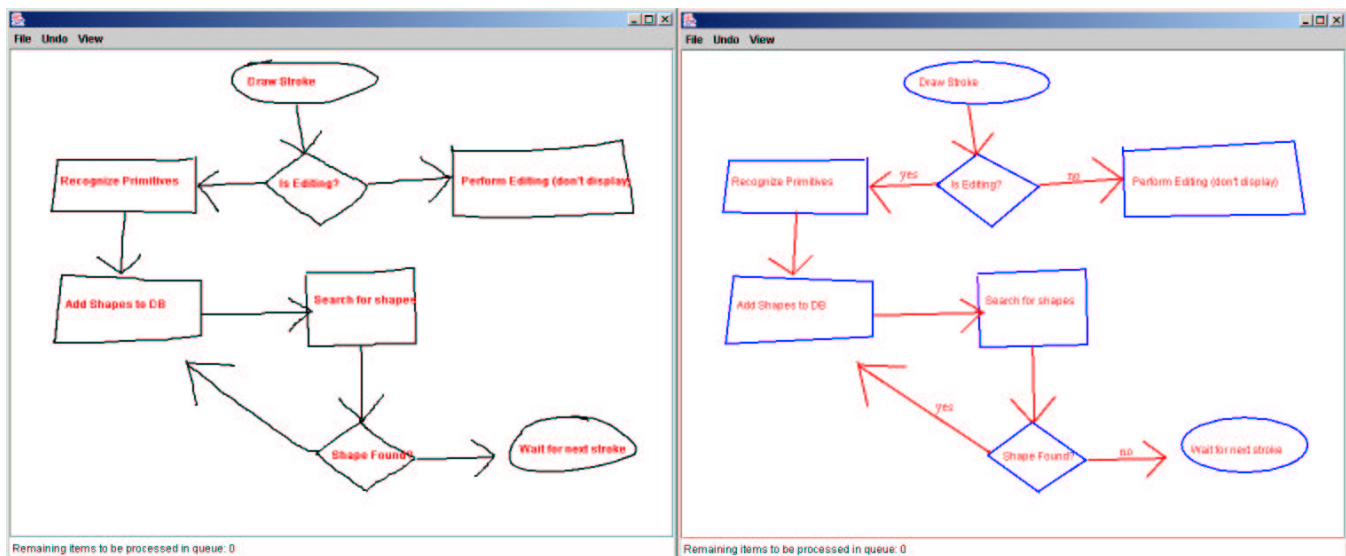 File Undo View
Draw Stroke
Is Editing?
Recognize Primitives
Perform Editing (don't display)
Add Shapes to DB
Search for shapes
Shape Found?
Wait for next stroke
Remaining items to be processed in queue: 0
File Undo View
Draw Stroke
yes
no
Is Editing?
Recognize Primitives
Perform Editing (don't display)
Add Shapes to DB
Search for shapes
yes
Shape Found?
no
Wait for next stroke
Remaining items to be processed in queue: 0